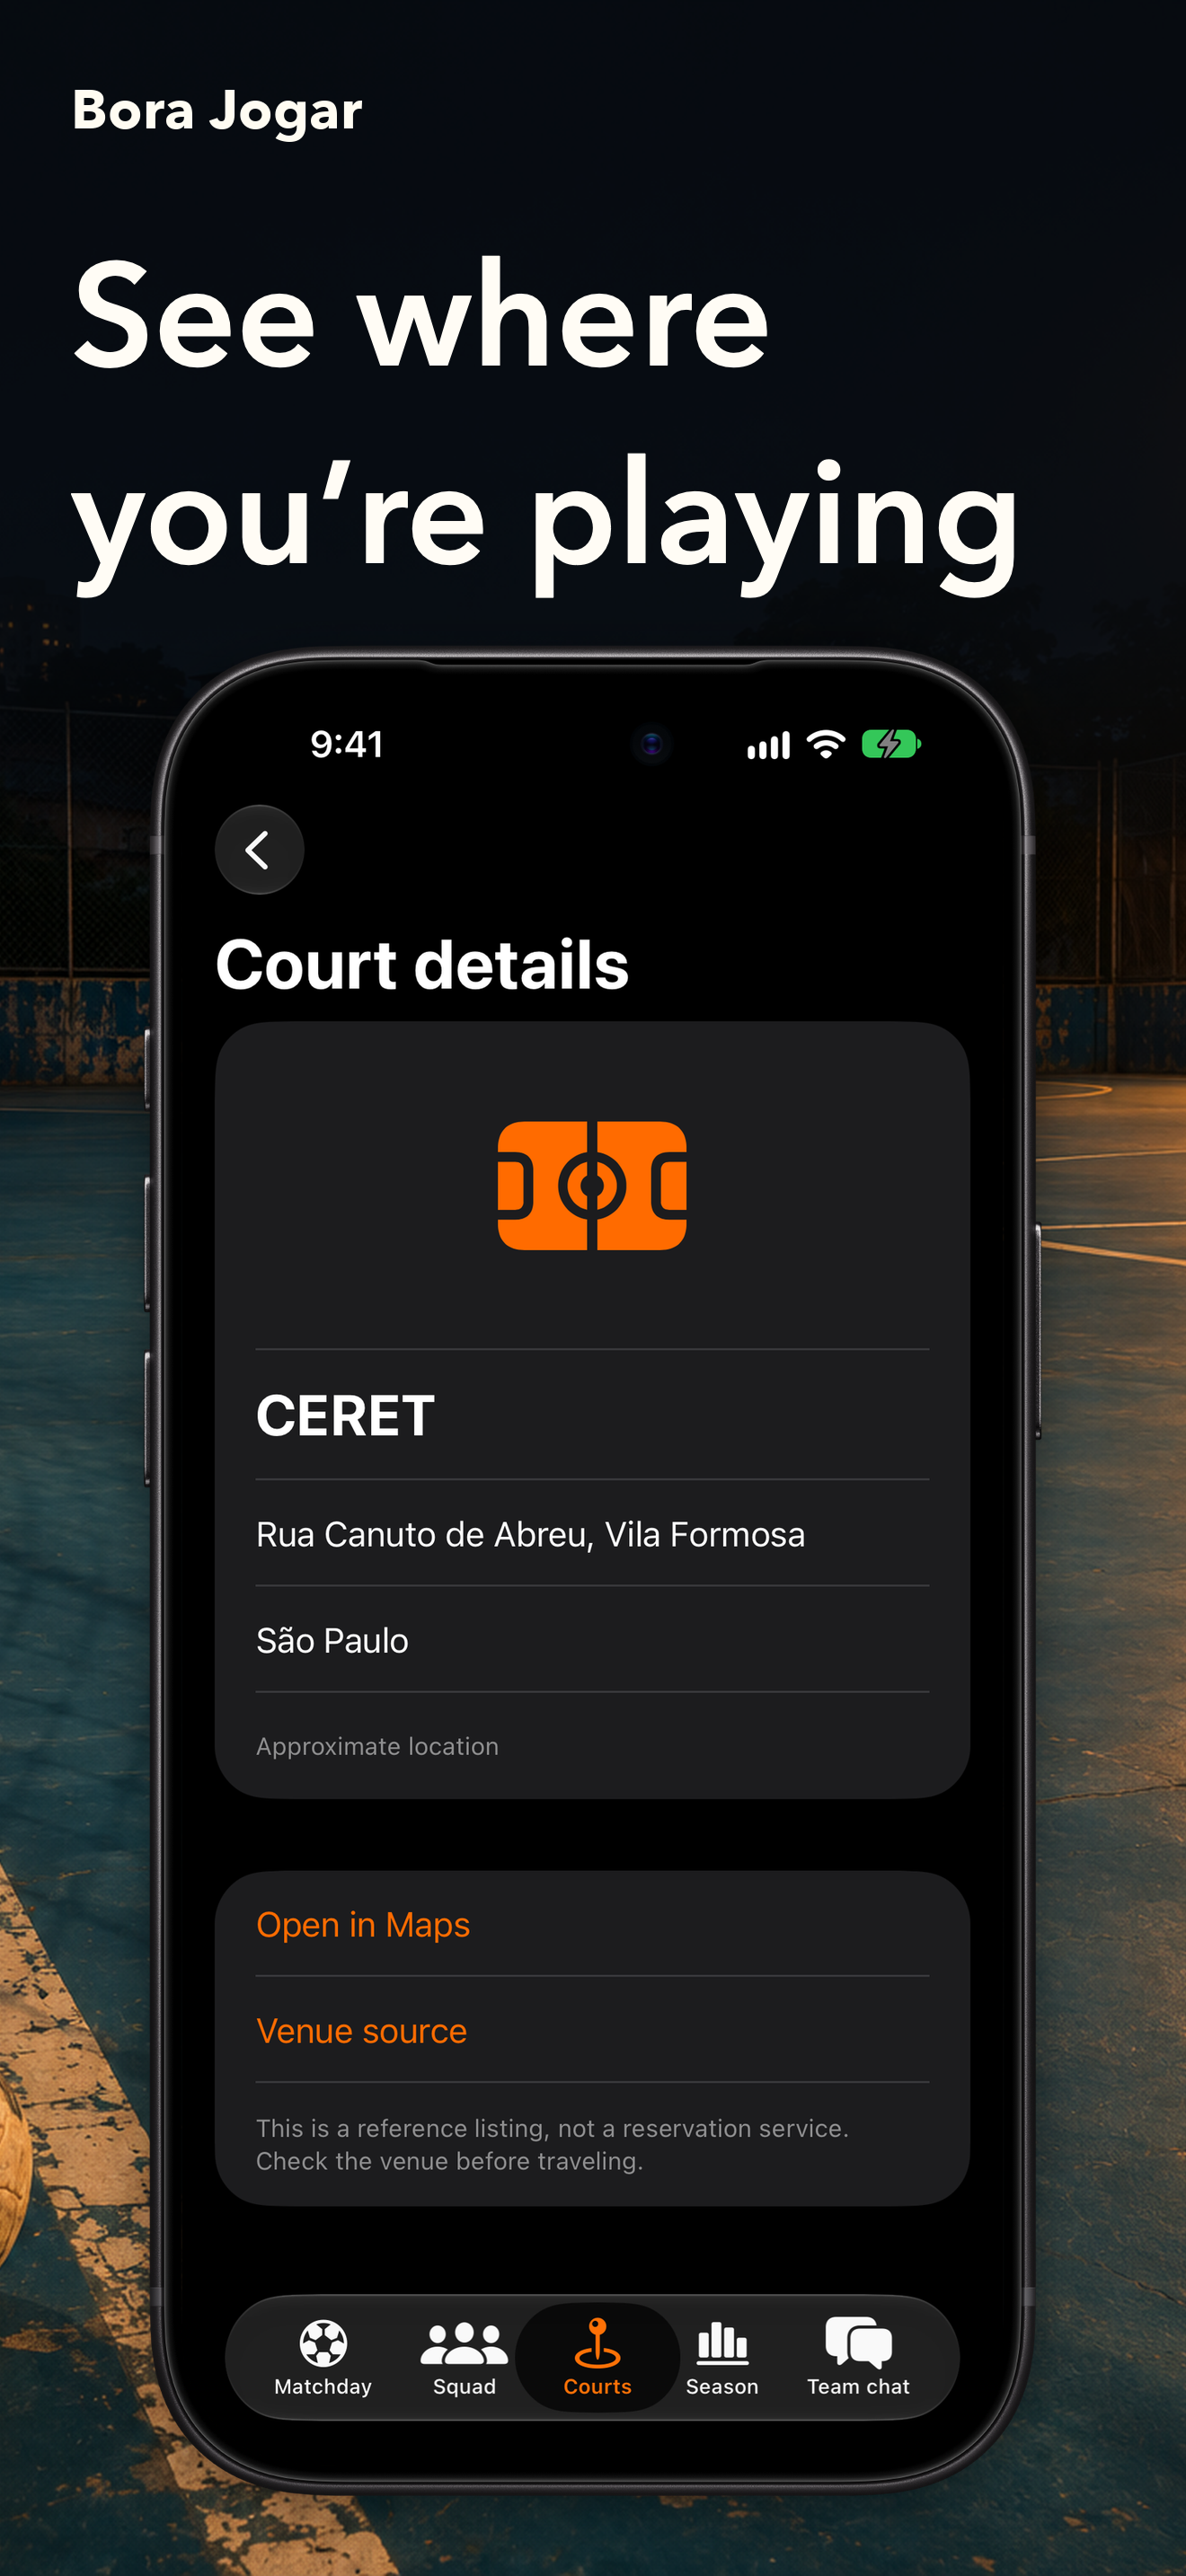 Bora Jogar
See where
you’re playing
9:41
Court details
CERET
Rua Canuto de Abreu, Vila Formosa
São Paulo
Approximate location
Open in Maps
Venue source
This is a reference listing, not a reservation service.
Check the venue before traveling.
Matchday Squad Courts Season Team chat